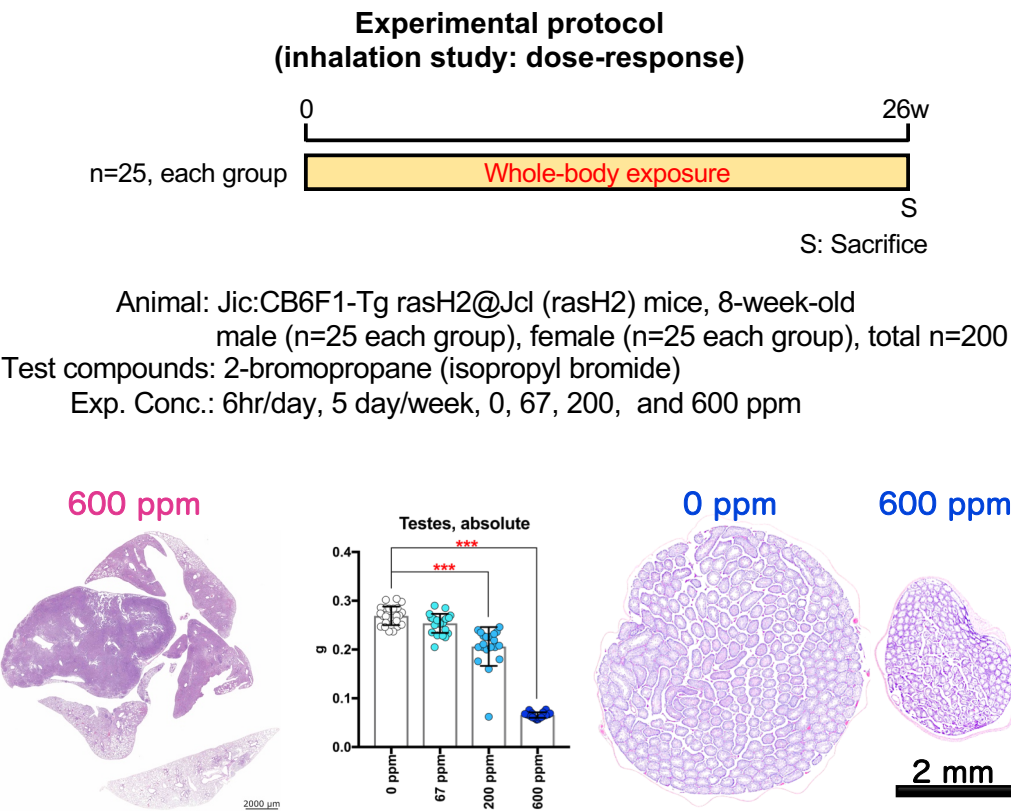 Experimental protocol
(inhalation study: dose-response)
0
26w
n=25, each group
Whole-body exposure
S
S: Sacrifice
Animal: Jic:CB6F1-Tg rasH2@Jcl (rasH2) mice, 8-week-old
male (n=25 each group), female (n=25 each group), total n=200
Test compounds: 2-bromopropane (isopropyl bromide)
Exp. Conc.: 6hr/day, 5 day/week, 0, 67, 200, and 600 ppm
600 ppm
2000 µm
Testes, absolute
***
***
g
0.4
0.3
0.2
0.1
0.0
0 ppm
67 ppm
200 ppm
600 ppm
0 ppm
600 ppm
2 mm